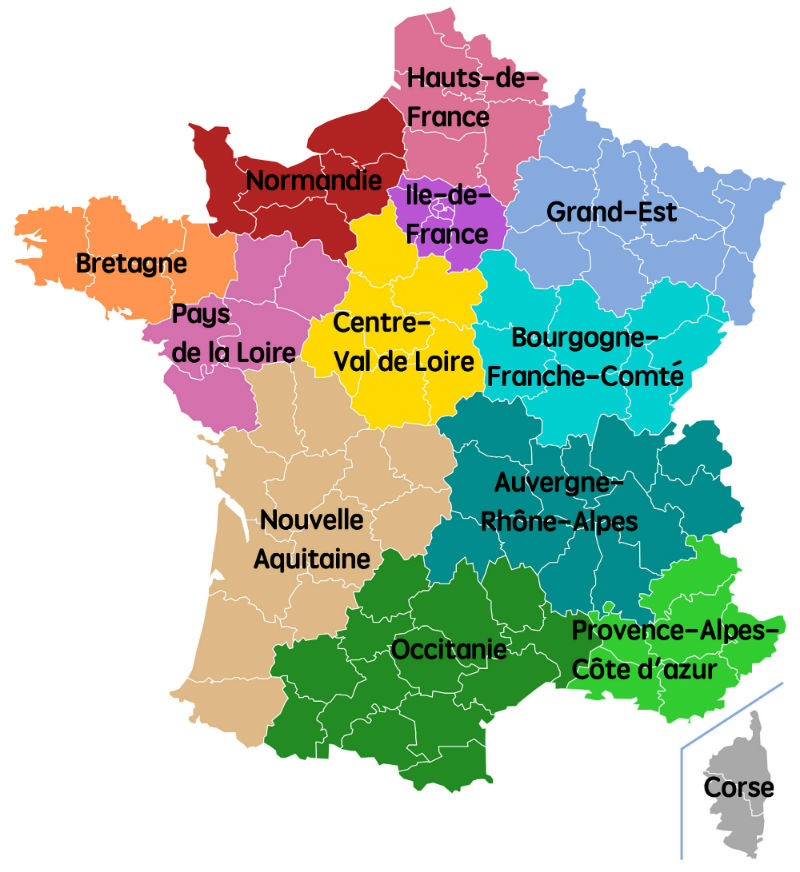 Hauts-de-
France
Normandie
Ile-de-
France
Grand-Est
Bretagne
Pays
de la Loire
Centre-
Val de Loire
Bourgogne-
Franche-Comté
Auvergne-
Rhône-Alpes
Nouvelle
Aquitaine
Occitanie
Provence-Alpes-
Côte d'azur
Corse